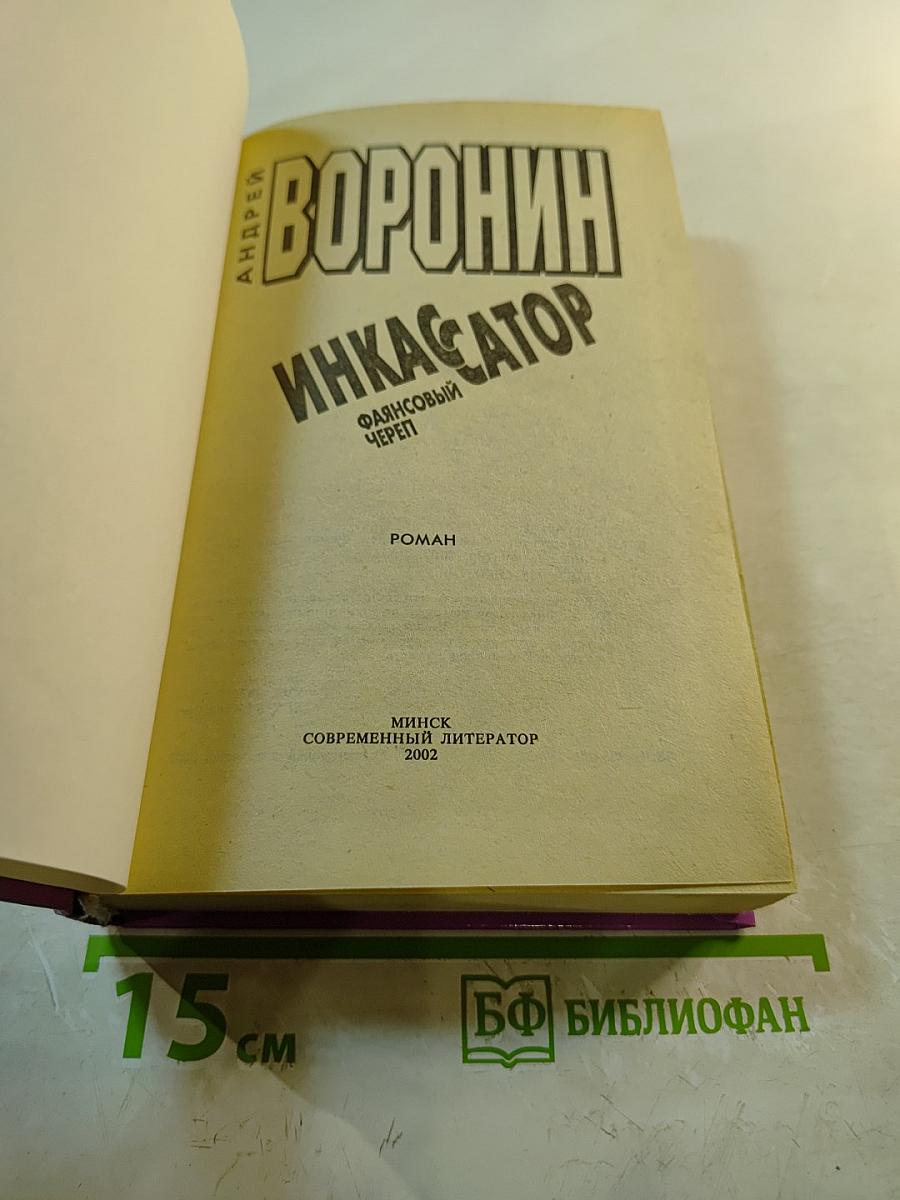 АНДРЕЙ
ВОРОНИН
ИНКАССАТОР
ФАЯНСОВЫЙ
ЧЕРЕП
РОМАН
МИНСК
СОВРЕМЕННЫЙ ЛИТЕРАТОР
2002
15 см
БФ БИБЛИОФАН